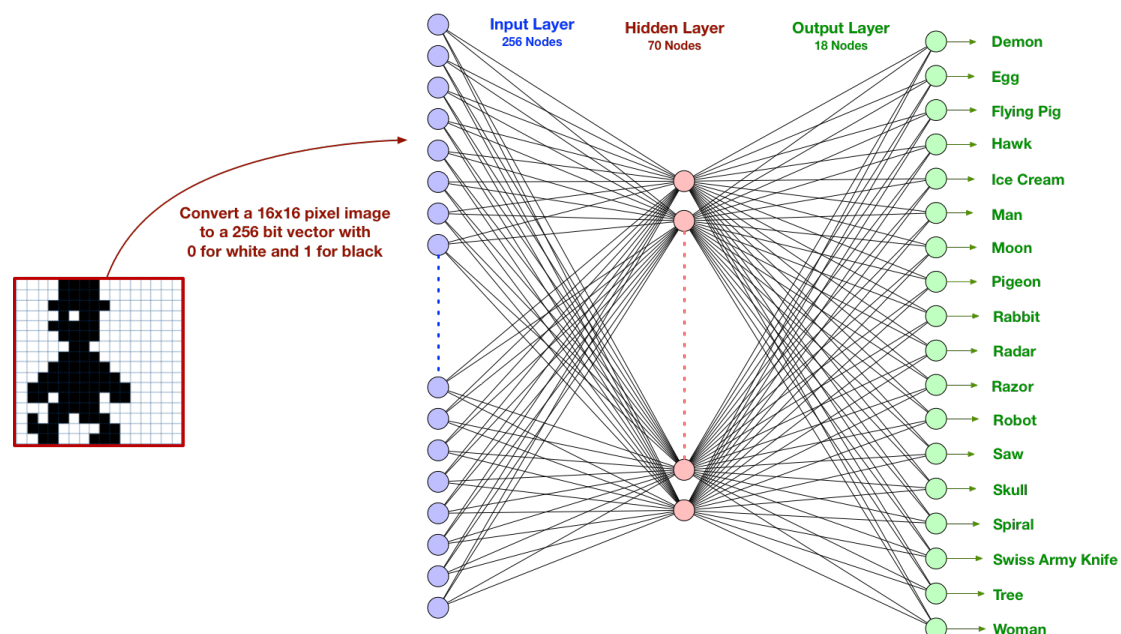 Input Layer
256 Nodes
Hidden Layer
70 Nodes
Output Layer
18 Nodes
Convert a 16x16 pixel image
to a 256 bit vector with
0 for white and 1 for black
Demon
Egg
Flying Pig
Hawk
Ice Cream
Man
Moon
Pigeon
Rabbit
Radar
Razor
Robot
Saw
Skull
Spiral
Swiss Army Knife
Tree
Woman